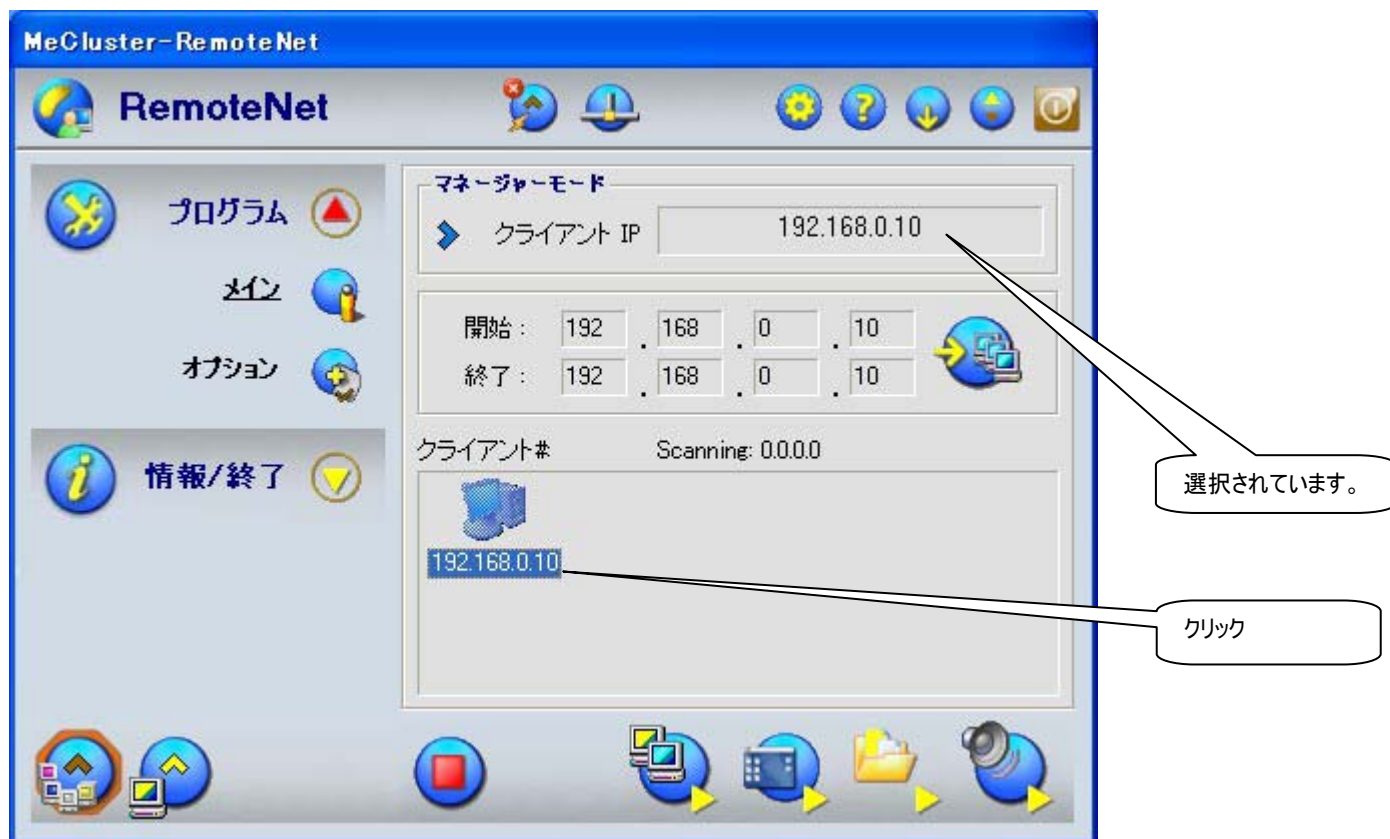 MeCluster-RemoteNet
RemoteNet
プログラム
メイン
オプション
情報/終了
マネージャーモード
クライアント IP 192.168.0.10
開始 : 192 . 168 . 0 . 10
終了 : 192 . 168 . 0 . 10
クライアント# Scanning: 0.0.0.0
192.168.0.10
選択されています。
クリック